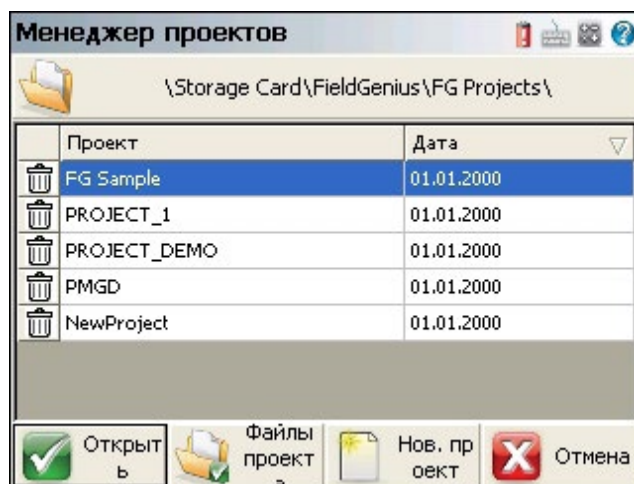 Менеджер проектов
\Storage Card\FieldGenius\FG Projects\
Проект Дата
FG Sample 01.01.2000
PROJECT_1 01.01.2000
PROJECT_DEMO 01.01.2000
PMGD 01.01.2000
NewProject 01.01.2000
Открыт
ь
Файлы
проект
Нов. пр
оект
Отмена